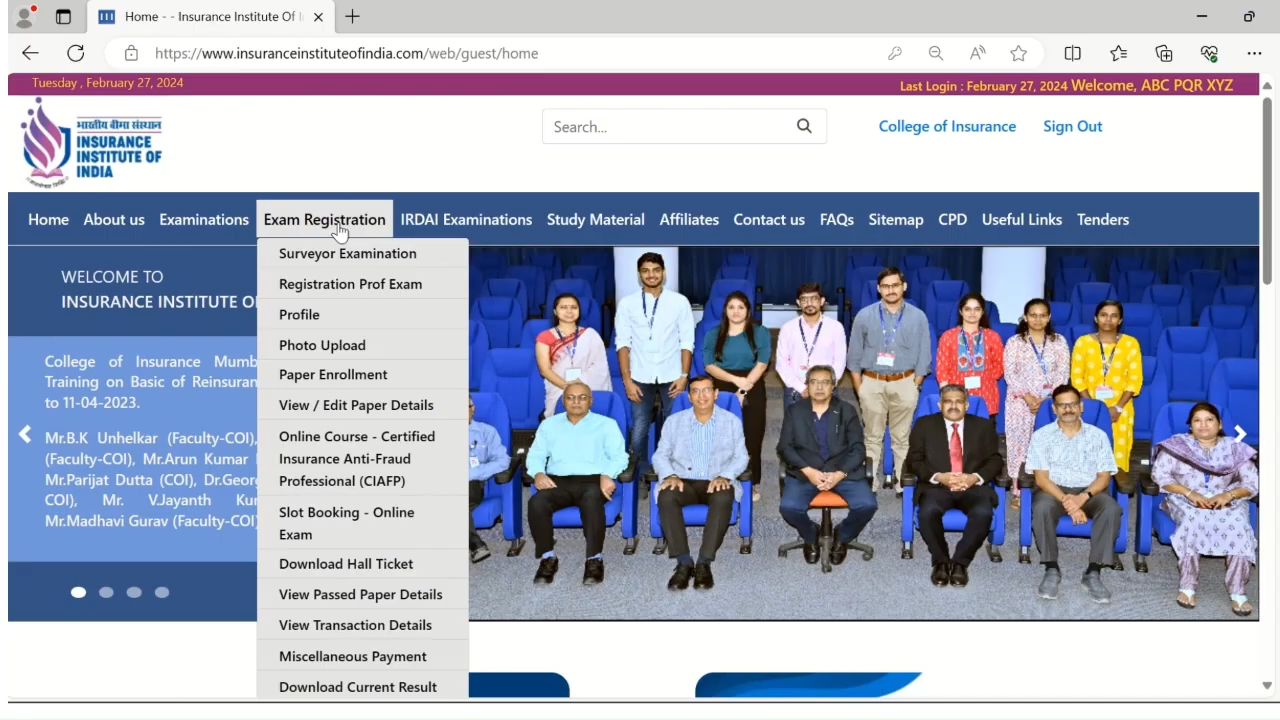 Home - - Insurance Institute Of I
https://www.insuranceinstituteofindia.com/web/guest/home
Tuesday , February 27, 2024
Last Login : February 27, 2024 Welcome, ABC PQR XYZ
भारतीय बीमा संस्थान
INSURANCE
INSTITUTE OF
INDIA
Search...
College of Insurance
Sign Out
Home About us Examinations Exam Registration IRDAI Examinations Study Material Affiliates Contact us FAQs Sitemap CPD Useful Links Tenders
Surveyor Examination
Registration Prof Exam
Profile
Photo Upload
Paper Enrollment
View / Edit Paper Details
Online Course - Certified
Insurance Anti-Fraud
Professional (CIAFP)
Slot Booking - Online
Exam
Download Hall Ticket
View Passed Paper Details
View Transaction Details
Miscellaneous Payment
Download Current Result
WELCOME TO
INSURANCE INSTITUTE O
College of Insurance Mumb
Training on Basic of Reinsuran
to 11-04-2023.
Mr.B.K Unhelkar (Faculty-COI),
(Faculty-COI), Mr.Arun Kumar
Mr.Parijat Dutta (COI), Dr.Georg
COI), Mr. V.Jayanth Kur
Mr.Madhavi Gurav (Faculty-COI)